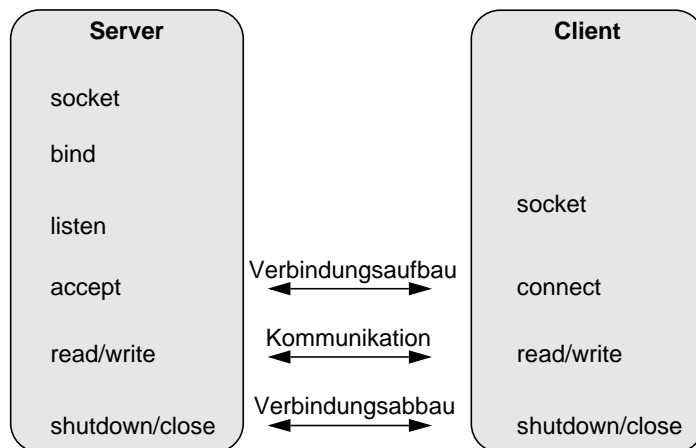 Server
socket
bind
listen
accept
read/write
shutdown/close
Verbindungsaufbau
Kommunikation
Verbindungsabbau
Client
socket
connect
read/write
shutdown/close